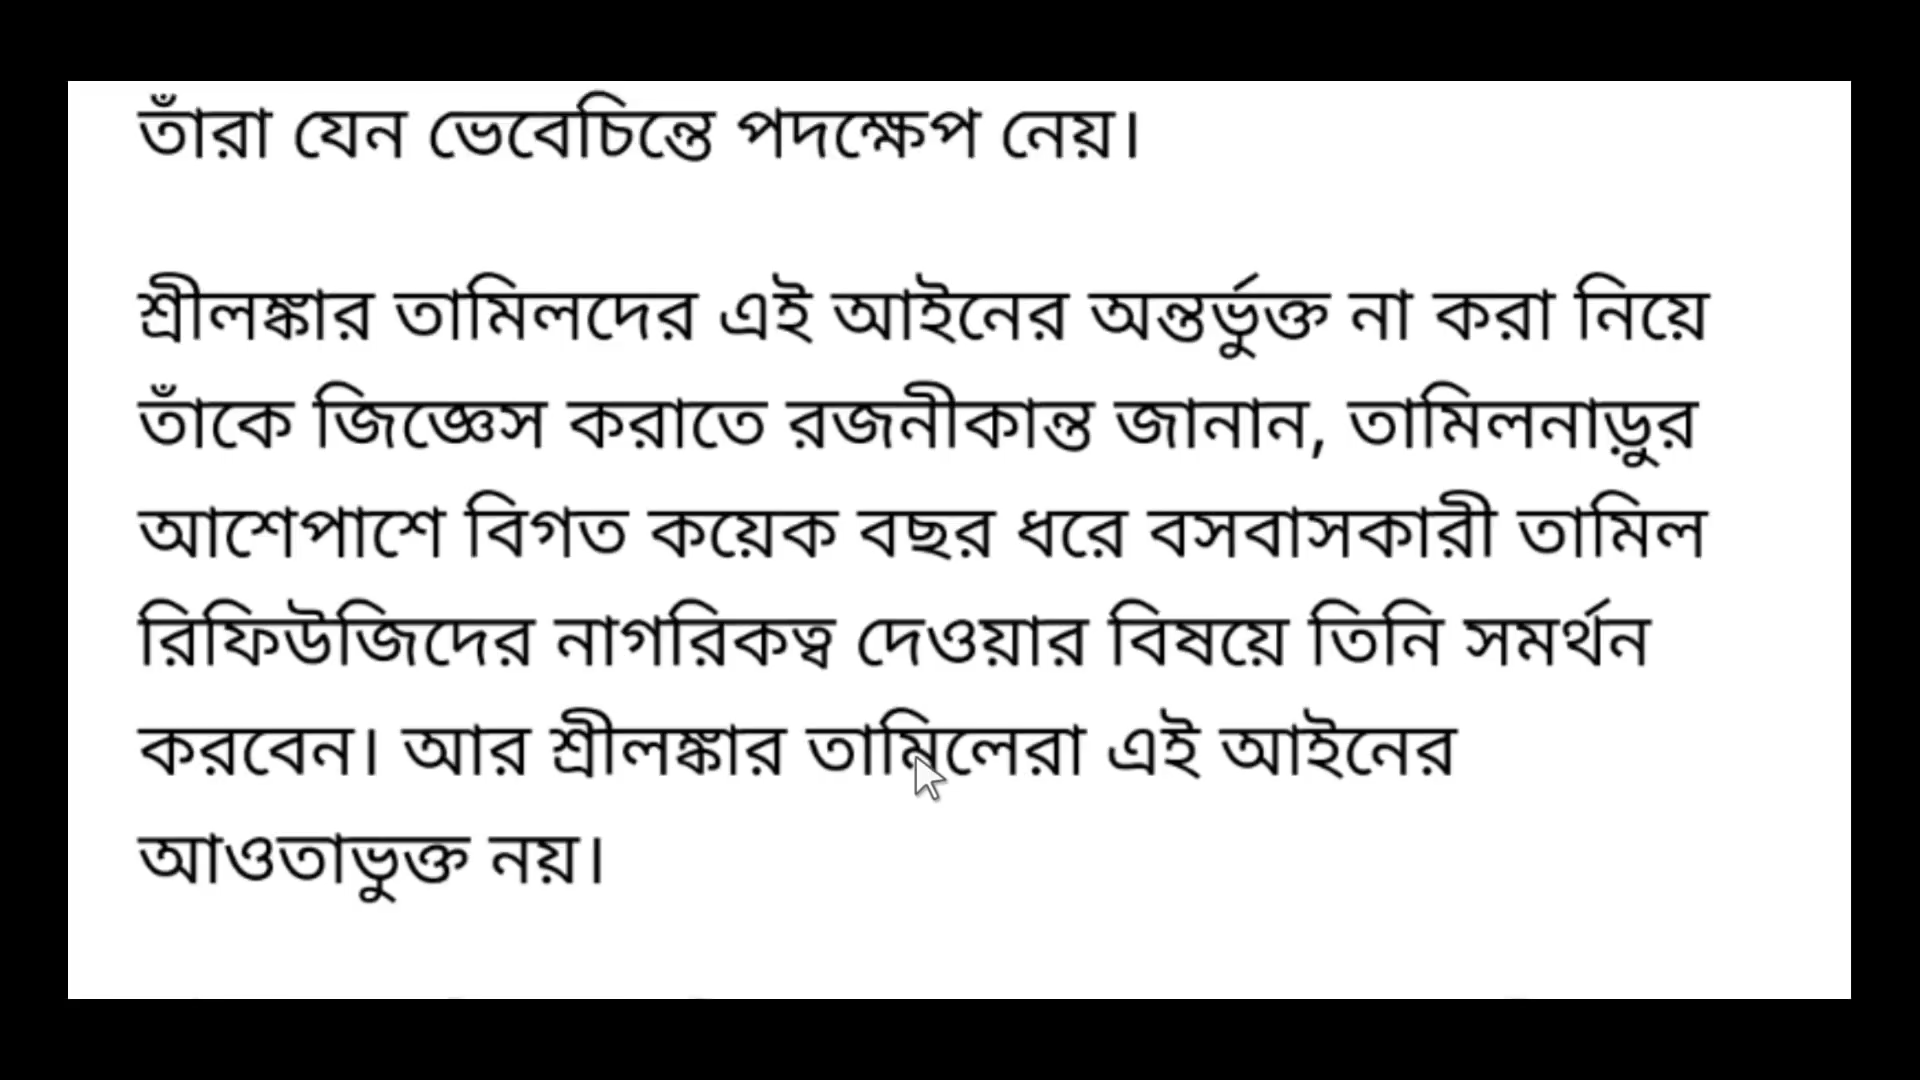 তাঁরা যেন ভেবেচিন্তে পদক্ষেপ নেয়।
শ্রীলঙ্কার তামিলদের এই আইনের অন্তর্ভুক্ত না করা নিয়ে
তাঁকে জিজ্ঞেস করাতে রজনীকান্ত জানান, তামিলনাড়ুর
আশেপাশে বিগত কয়েক বছর ধরে বসবাসকারী তামিল
রিফিউজিদের নাগরিকত্ব দেওয়ার বিষয়ে তিনি সমর্থন
করবেন। আর শ্রীলঙ্কার তামিলেরা এই আইনের
আওতাভুক্ত নয়।